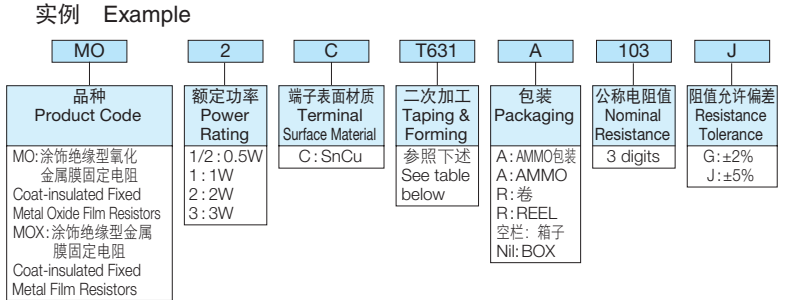 实例 Example
MO 2 C T631 A 103 J
品种
Product Code
MO:涂饰绝缘型氧化
金属膜固定电阻
Coat-insulated Fixed
Metal Oxide Film Resistors
MOX:涂饰绝缘型金属
膜固定电阻
Coat-insulated Fixed
Metal Film Resistors
额定功率
Power
Rating
1/2:0.5W
1:1W
2:2W
3:3W
端子表面材质
Terminal
Surface Material
C:SnCu
二次加工
Taping &
Forming
参照下述
See table
below
包装
Packaging
A:AMMO包装
A:AMMO
R:卷
R:REEL
空栏：箱子
Nil:BOX
公称电阻值
Nominal
Resistance
3 digits
阻值允许偏差
Resistance
Tolerance
G:±2%
J:±5%